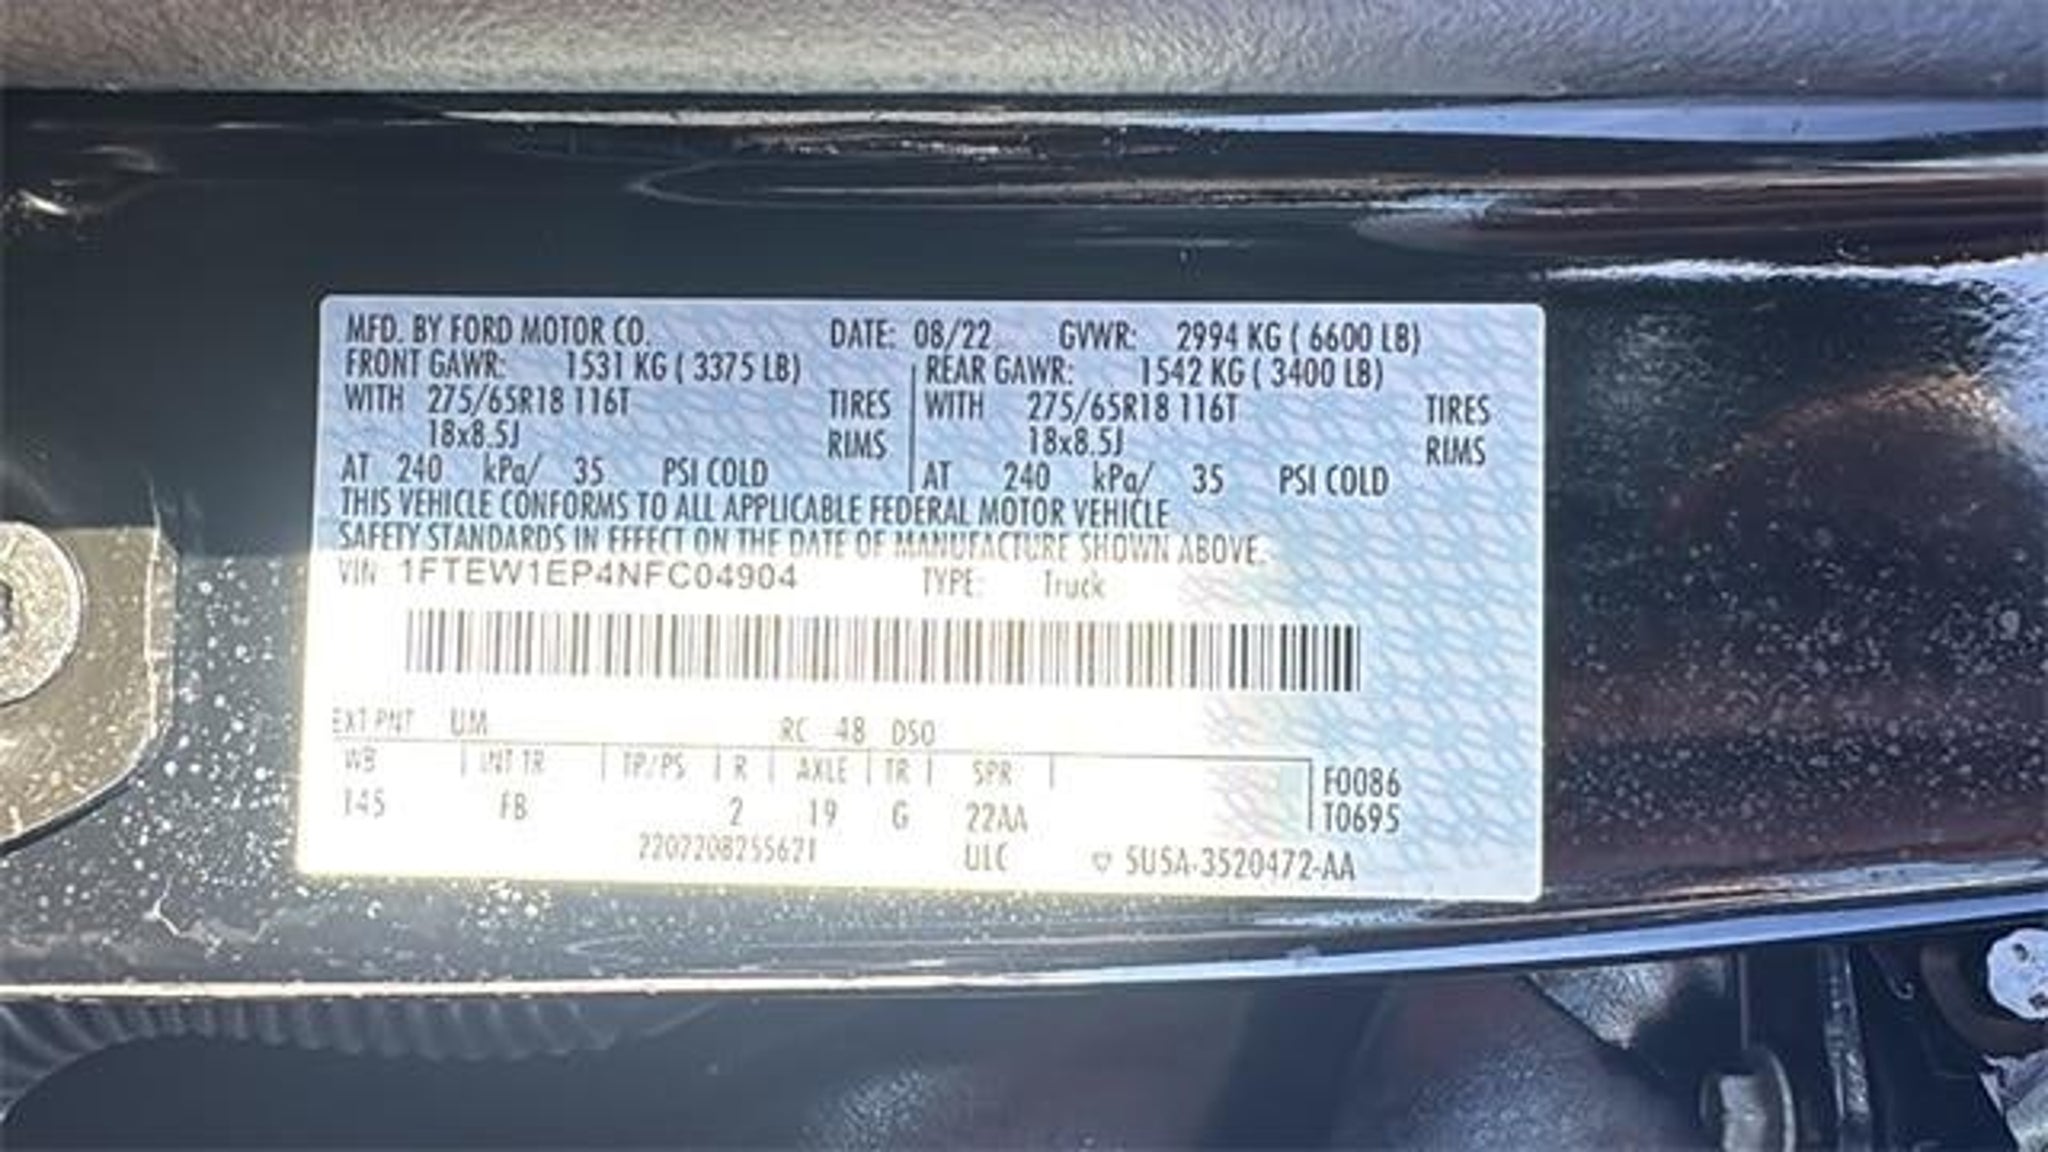 MFD. BY FORD MOTOR CO. DATE: 08/22 GVWR: 2994 KG ( 6600 LB)
FRONT GAWR: 1531 KG ( 3375 LB) REAR GAWR: 1542 KG ( 3400 LB)
WITH 275/65R18 116T TIRES WITH 275/65R18 116T TIRES
18x8.5J RIMS 18x8.5J RIMS
AT 240 kPa/ 35 PSI COLD AT 240 kPa/ 35 PSI COLD
THIS VEHICLE CONFORMS TO ALL APPLICABLE FEDERAL MOTOR VEHICLE
SAFETY STANDARDS IN EFFECT ON THE DATE OF MANUFACTURE SHOWN ABOVE.
VIN 1FTEW1EP4NFC04904 TYPE: Truck
EXT PNT UM RC 48 DSO
WB INT TR TP/PS R AXLE TR SPR F0086
145 FB 2 19 G 22AA T0695
2207208255621 ULC 5U5A-3520472-AA